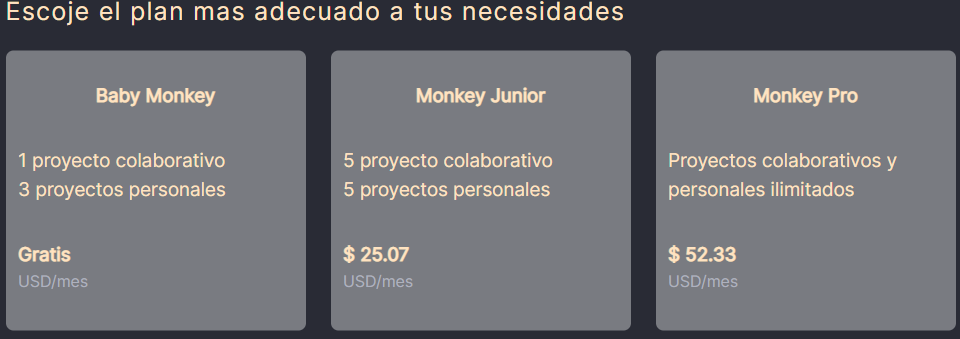 Escoje el plan mas adecuado a tus necesidades
Baby Monkey
1 proyecto colaborativo
3 proyectos personales
Gratis
USD/mes
Monkey Junior
5 proyecto colaborativo
5 proyectos personales
$ 25.07
USD/mes
Monkey Pro
Proyectos colaborativos y
personales ilimitados
$ 52.33
USD/mes